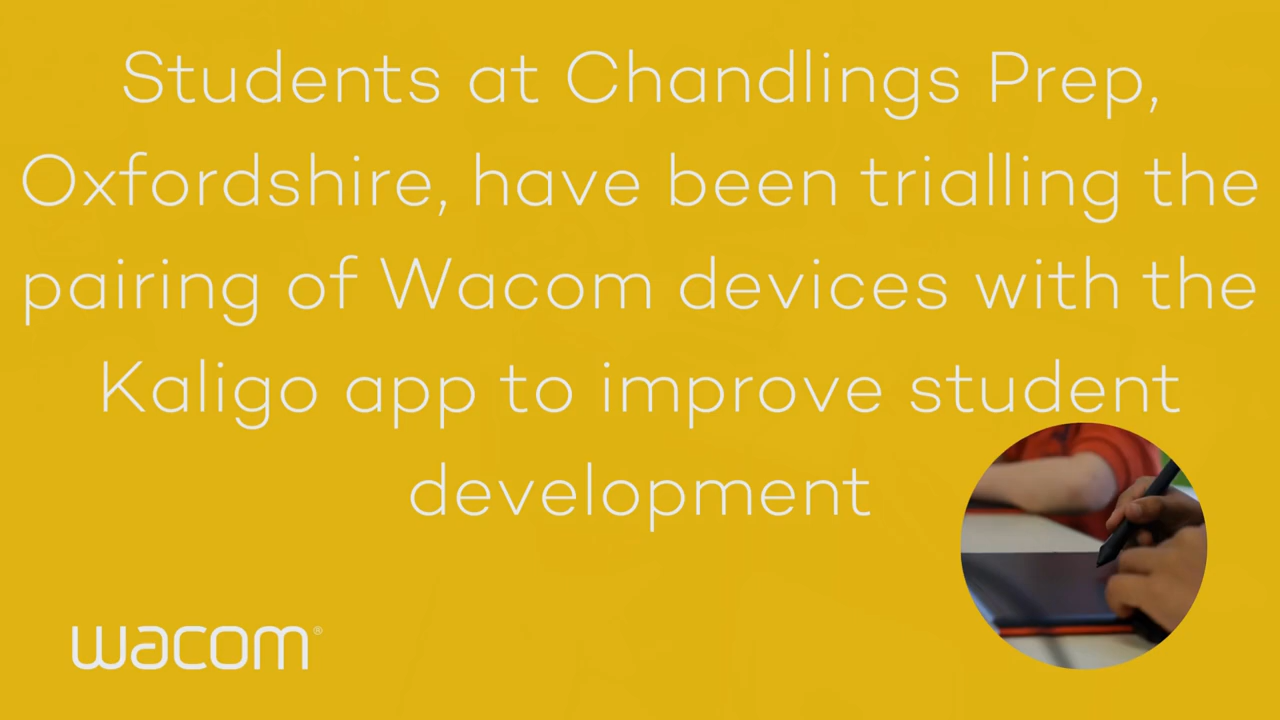 Students at Chandlings Prep,
Oxfordshire, have been trialling the
pairing of Wacom devices with the
Kaligo app to improve student
development
wacom®